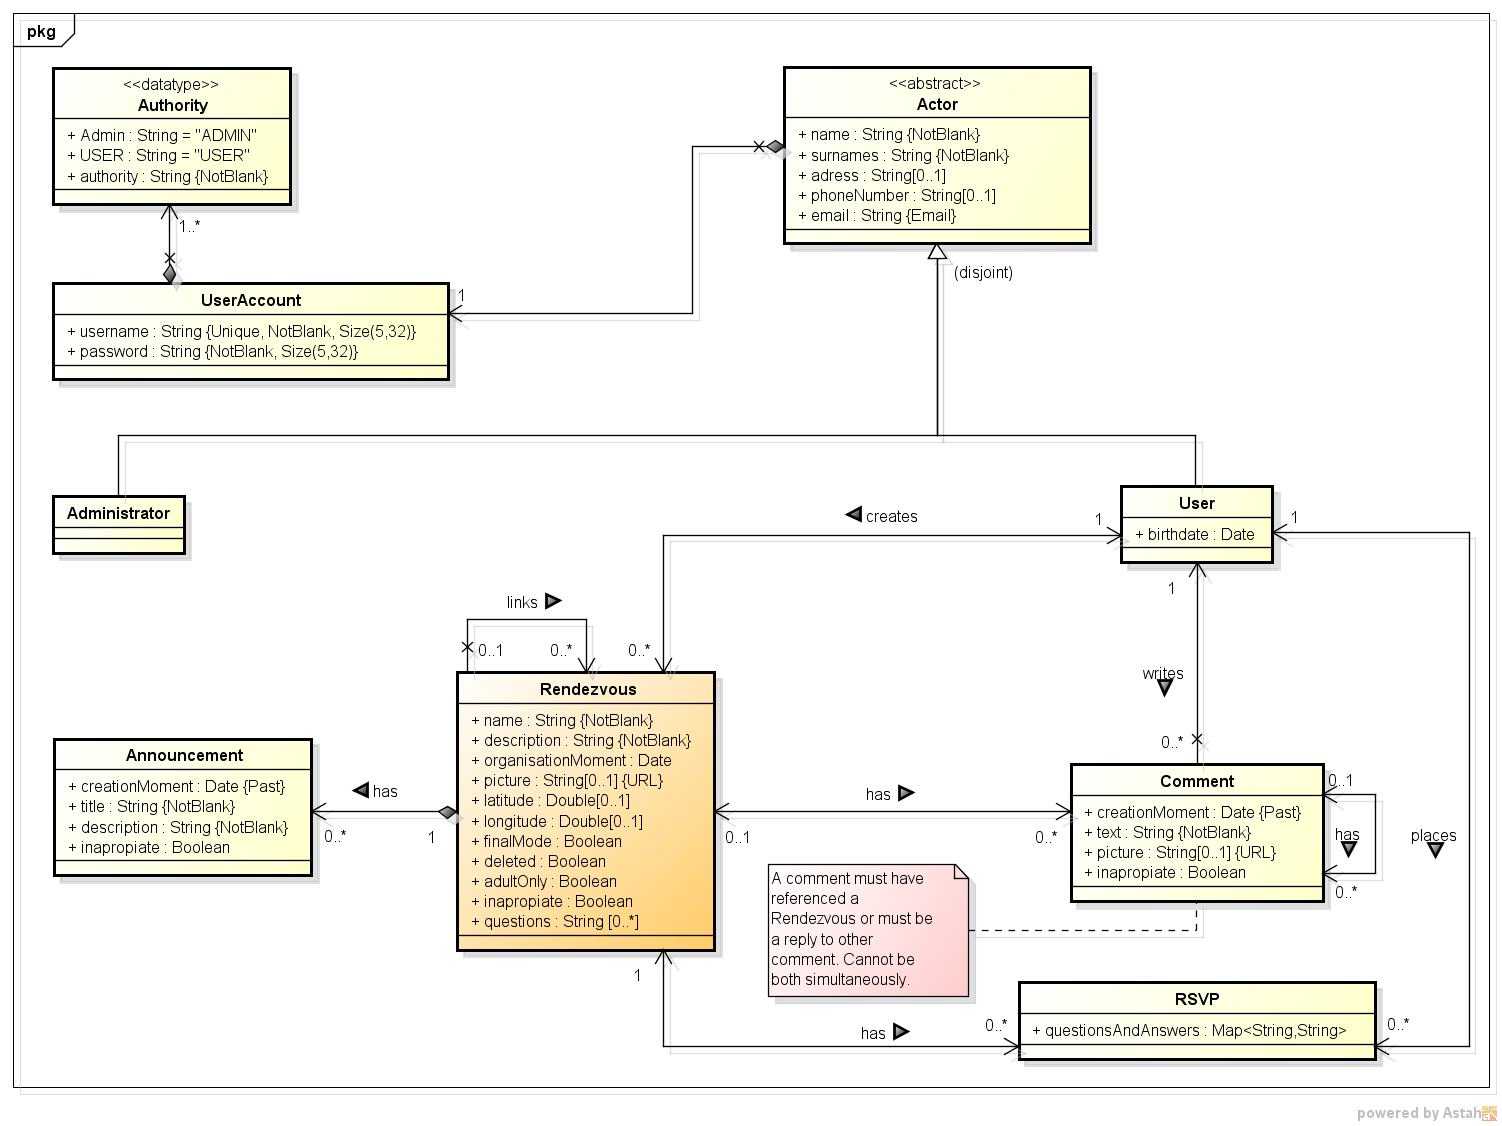 pkg
<<datatype>>
Authority
+ Admin : String = "ADMIN"
+ USER : String = "USER"
+ authority : String {NotBlank}
<<abstract>>
Actor
+ name : String {NotBlank}
+ surnames : String {NotBlank}
+ adress : String[0..1]
+ phoneNumber : String[0..1]
+ email : String {Email}
1..*
(disjoint)
UserAccount
+ username : String {Unique, NotBlank, Size(5,32)}
+ password : String {NotBlank, Size(5,32)}
1
Administrator
User
+ birthdate : Date
creates
1
1
1
links
0..1
0..*
0..*
writes
0..*
Rendezvous
+ name : String {NotBlank}
+ description : String {NotBlank}
+ organisationMoment : Date
+ picture : String[0..1] {URL}
+ latitude : Double[0..1]
+ longitude : Double[0..1]
+ finalMode : Boolean
+ deleted : Boolean
+ adultOnly : Boolean
+ inapropiate : Boolean
+ questions : String [0..*]
Announcement
+ creationMoment : Date {Past}
+ title : String {NotBlank}
+ description : String {NotBlank}
+ inapropiate : Boolean
has
0..*
1
has
0..1
0..*
Comment
+ creationMoment : Date {Past}
+ text : String {NotBlank}
+ picture : String[0..1] {URL}
+ inapropiate : Boolean
0..1
has
0..*
places
A comment must have
referenced a
Rendezvous or must be
a reply to other
comment. Cannot be
both simultaneously.
1
has
0..*
RSVP
+ questionsAndAnswers : Map<String,String>
0..*
powered by Astah